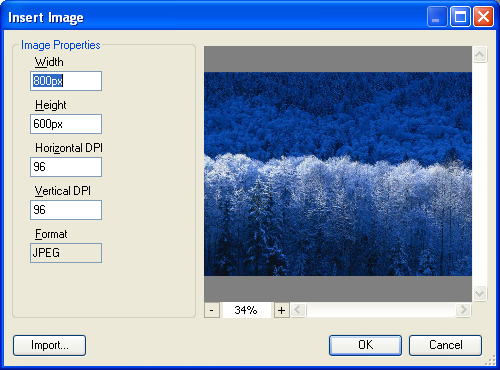 Insert Image
Image Properties
Width
800px
Height
600px
Horizontal DPI
96
Vertical DPI
96
Format
JPEG
- 34% +
Import...
OK
Cancel